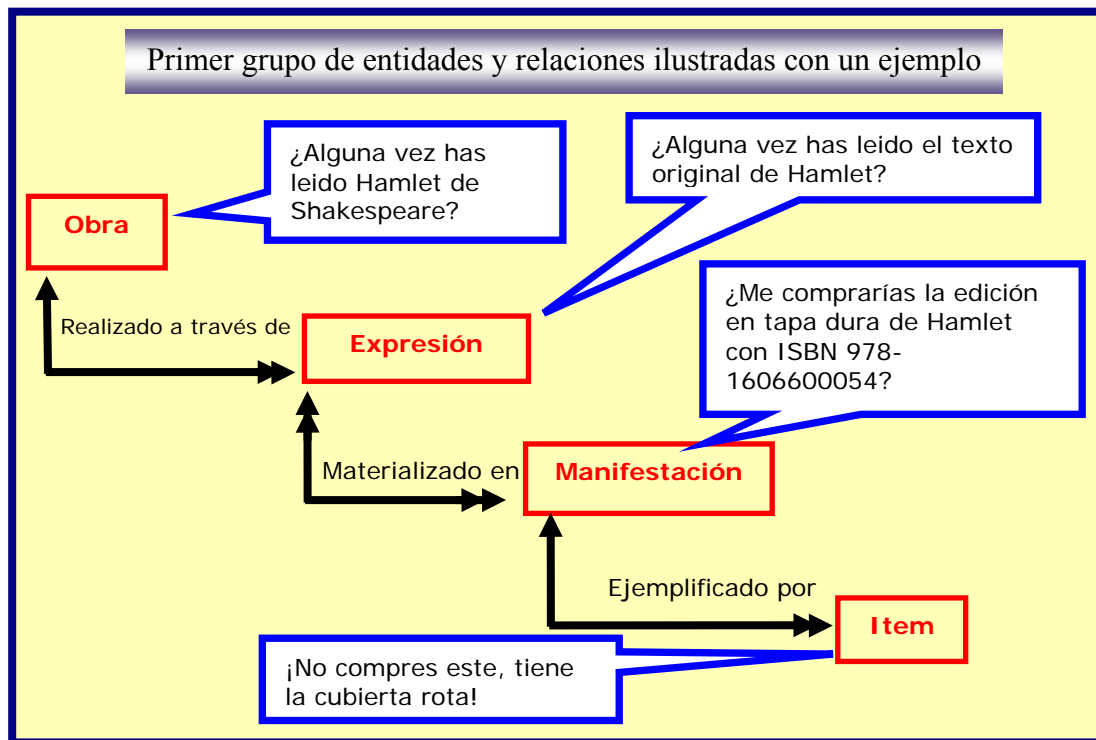 Primer grupo de entidades y relaciones ilustradas con un ejemplo
¿Alguna vez has
leido Hamlet de
Shakespeare?
¿Alguna vez has leido el texto
original de Hamlet?
Obra
¿Me comprarías la edición
en tapa dura de Hamlet
con ISBN 978-
1606600054?
Realizado a través de
Expresión
Materializado en
Manifestación
Ejemplificado por
Item
¡No compres este, tiene
la cubierta rota!